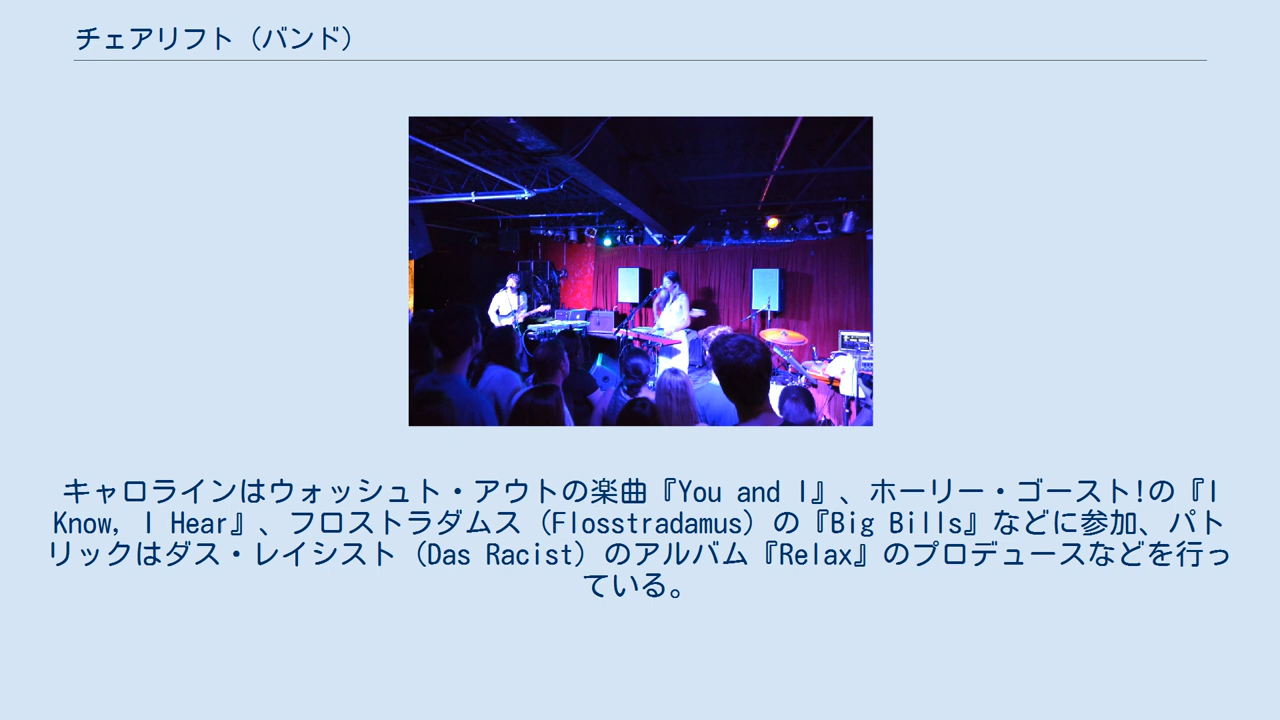 チェアリフト（バンド）
キャロラインはウォッシュト・アウトの楽曲『You and I』、ホーリー・ゴースト!の『I
Know, I Hear』、フロストラダムス（Flosstradamus）の『Big Bills』などに参加、パト
リックはダス・レイシスト（Das Racist）のアルバム『Relax』のプロデュースなどを行っ
ている。